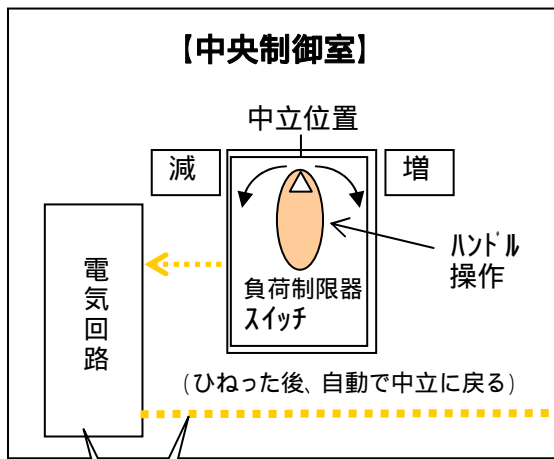 【中央制御室】
中立位置
減
増
ハンドル
操作
電気回路
負荷制限器
スイッチ
(ひねった後、自動で中立に戻る)